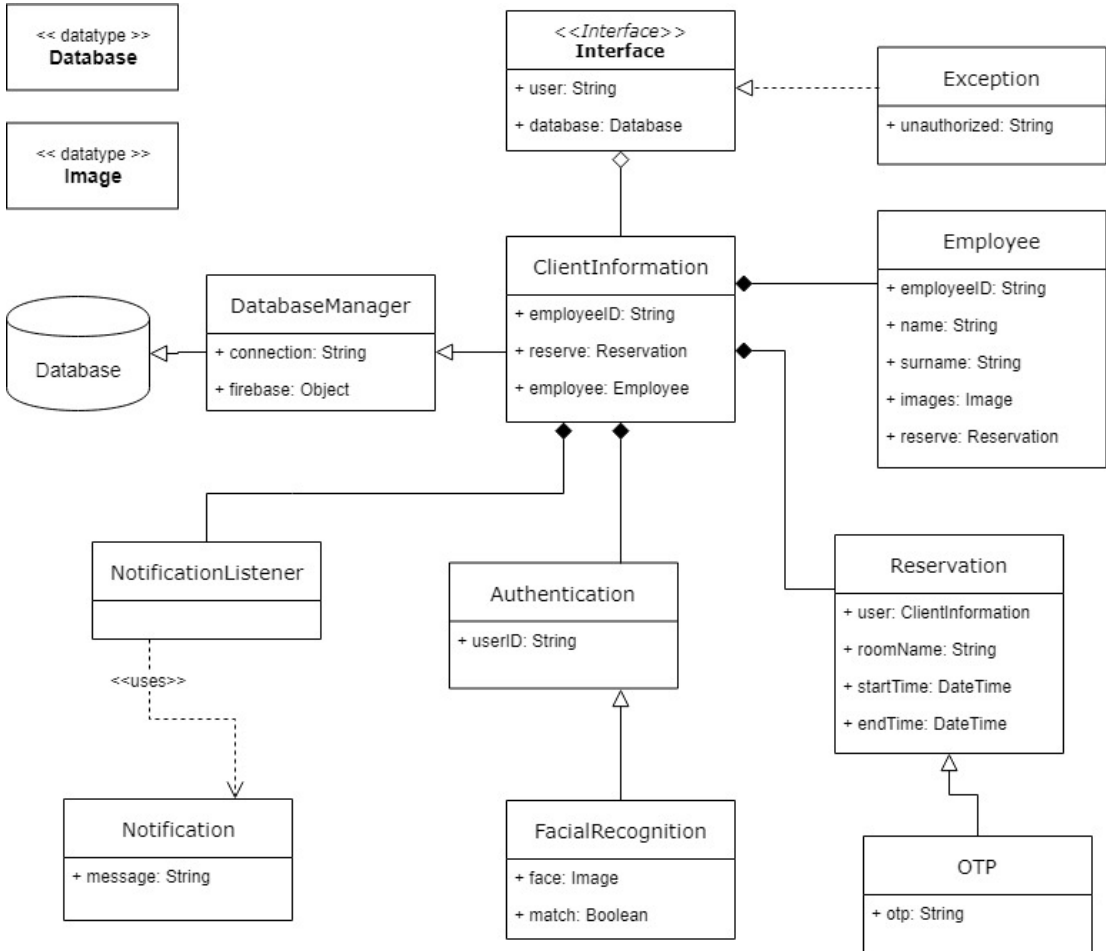 << datatype >>
Database
<< datatype >>
Image
<<Interface>>
Interface
+ user: String
+ database: Database
Exception
+ unauthorized: String
ClientInformation
+ employeeID: String
+ reserve: Reservation
+ employee: Employee
Employee
+ employeeID: String
+ name: String
+ surname: String
+ images: Image
+ reserve: Reservation
DatabaseManager
+ connection: String
+ firebase: Object
Database
NotificationListener
<<uses>>
Authentication
+ userID: String
Reservation
+ user: ClientInformation
+ roomName: String
+ startTime: DateTime
+ endTime: DateTime
Notification
+ message: String
FacialRecognition
+ face: Image
+ match: Boolean
OTP
+ otp: String